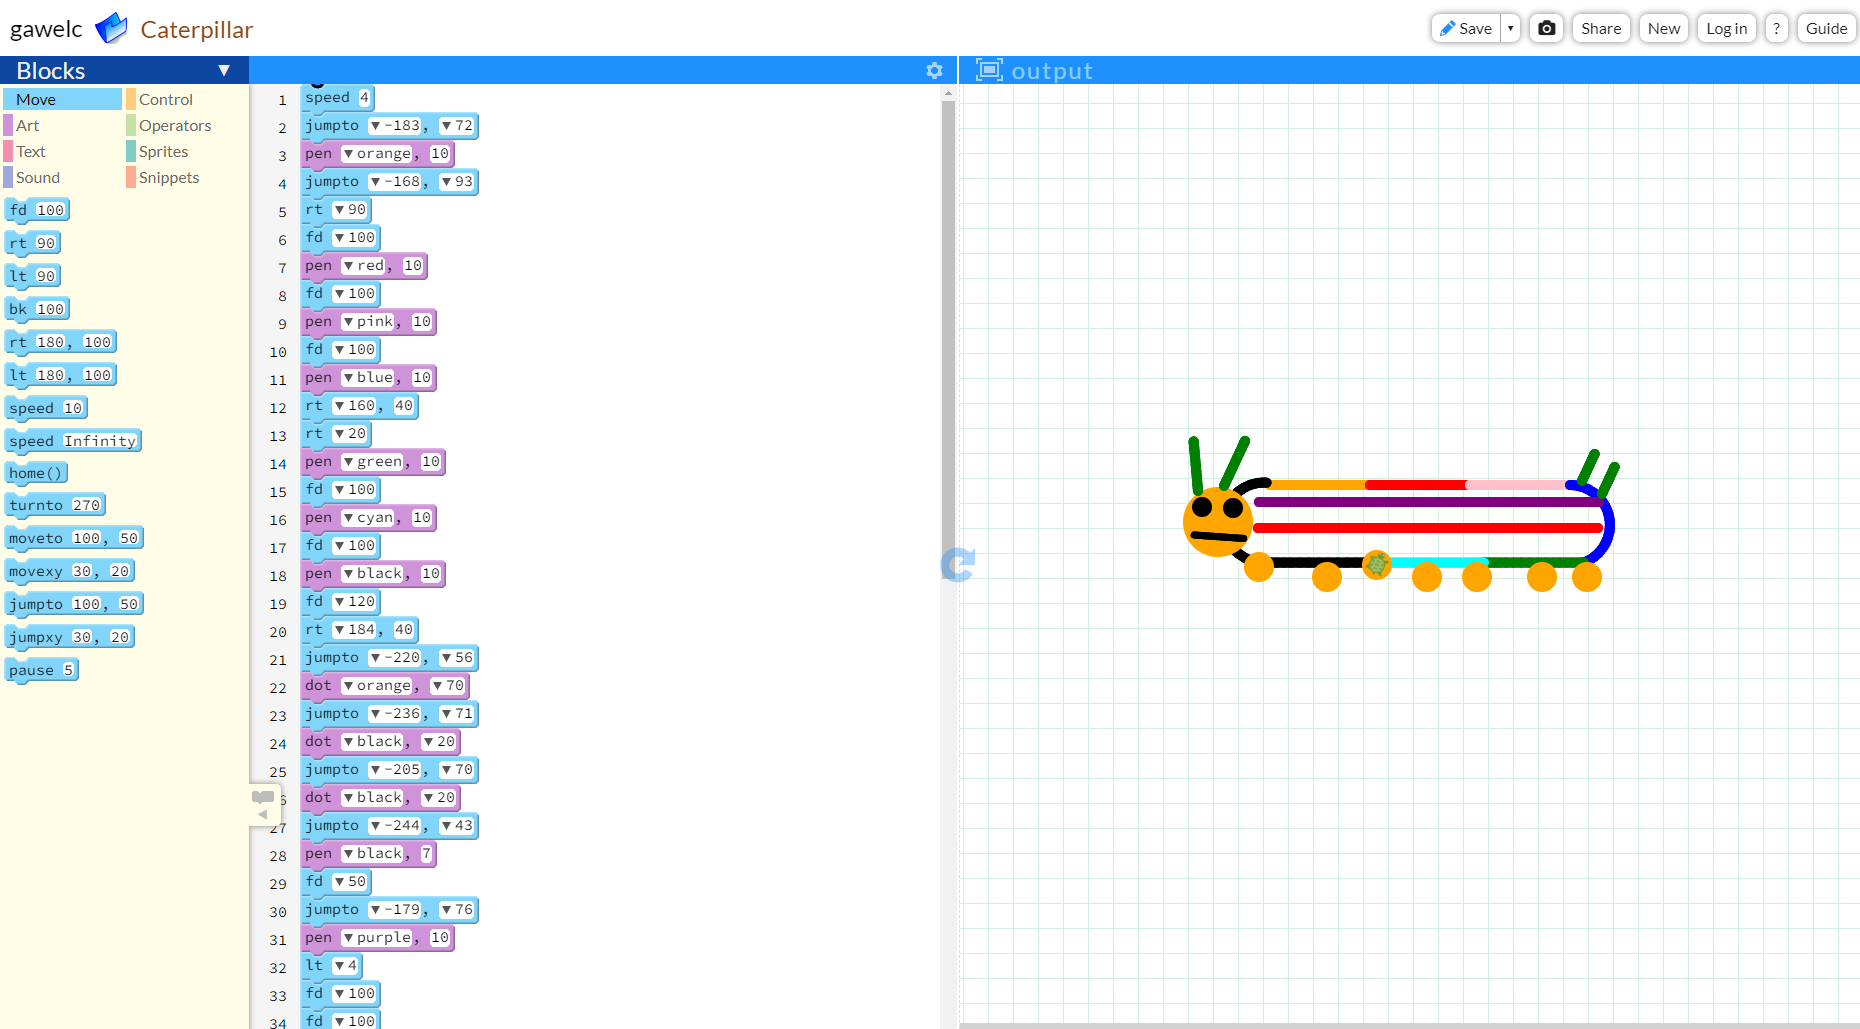 gawelc Caterpillar
Save ▾ Share New Log in ? Guide
Blocks ▼
output
Move Control
Art Operators
Text Sprites
Sound Snippets
fd 100
rt 90
lt 90
bk 100
rt 180, 100
lt 180, 100
speed 10
speed Infinity
home()
turnto 270
moveto 100, 50
movexy 30, 20
jumpto 100, 50
jumpxy 30, 20
pause 5
1 speed 4
2 jumpto ▼-183, ▼72
3 pen ▼orange, 10
4 jumpto ▼-168, ▼93
5 rt ▼90
6 fd ▼100
7 pen ▼red, 10
8 fd ▼100
9 pen ▼pink, 10
10 fd ▼100
11 pen ▼blue, 10
12 rt ▼160, 40
13 rt ▼20
14 pen ▼green, 10
15 fd ▼100
16 pen ▼cyan, 10
17 fd ▼100
18 pen ▼black, 10
19 fd ▼120
20 rt ▼184, 40
21 jumpto ▼-220, ▼56
22 dot ▼orange, ▼70
23 jumpto ▼-236, ▼71
24 dot ▼black, ▼20
25 jumpto ▼-205, ▼70
6 dot ▼black, ▼20
27 jumpto ▼-244, ▼43
28 pen ▼black, 7
29 fd ▼50
30 jumpto ▼-179, ▼76
31 pen ▼purple, 10
32 lt ▼4
33 fd ▼100
34 fd ▼100